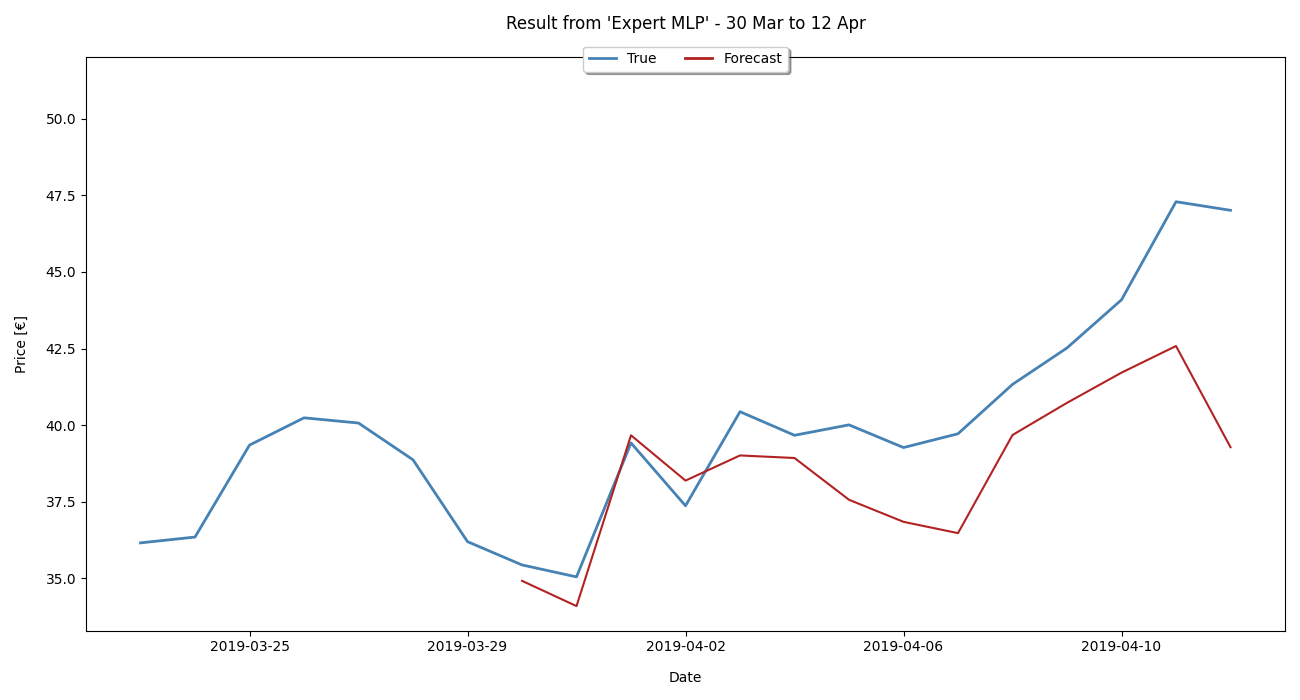 Result from 'Expert MLP' - 30 Mar to 12 Apr
True Forecast
50.0
47.5
45.0
42.5
40.0
37.5
35.0
Price [€]
2019-03-25 2019-03-29 2019-04-02 2019-04-06 2019-04-10
Date